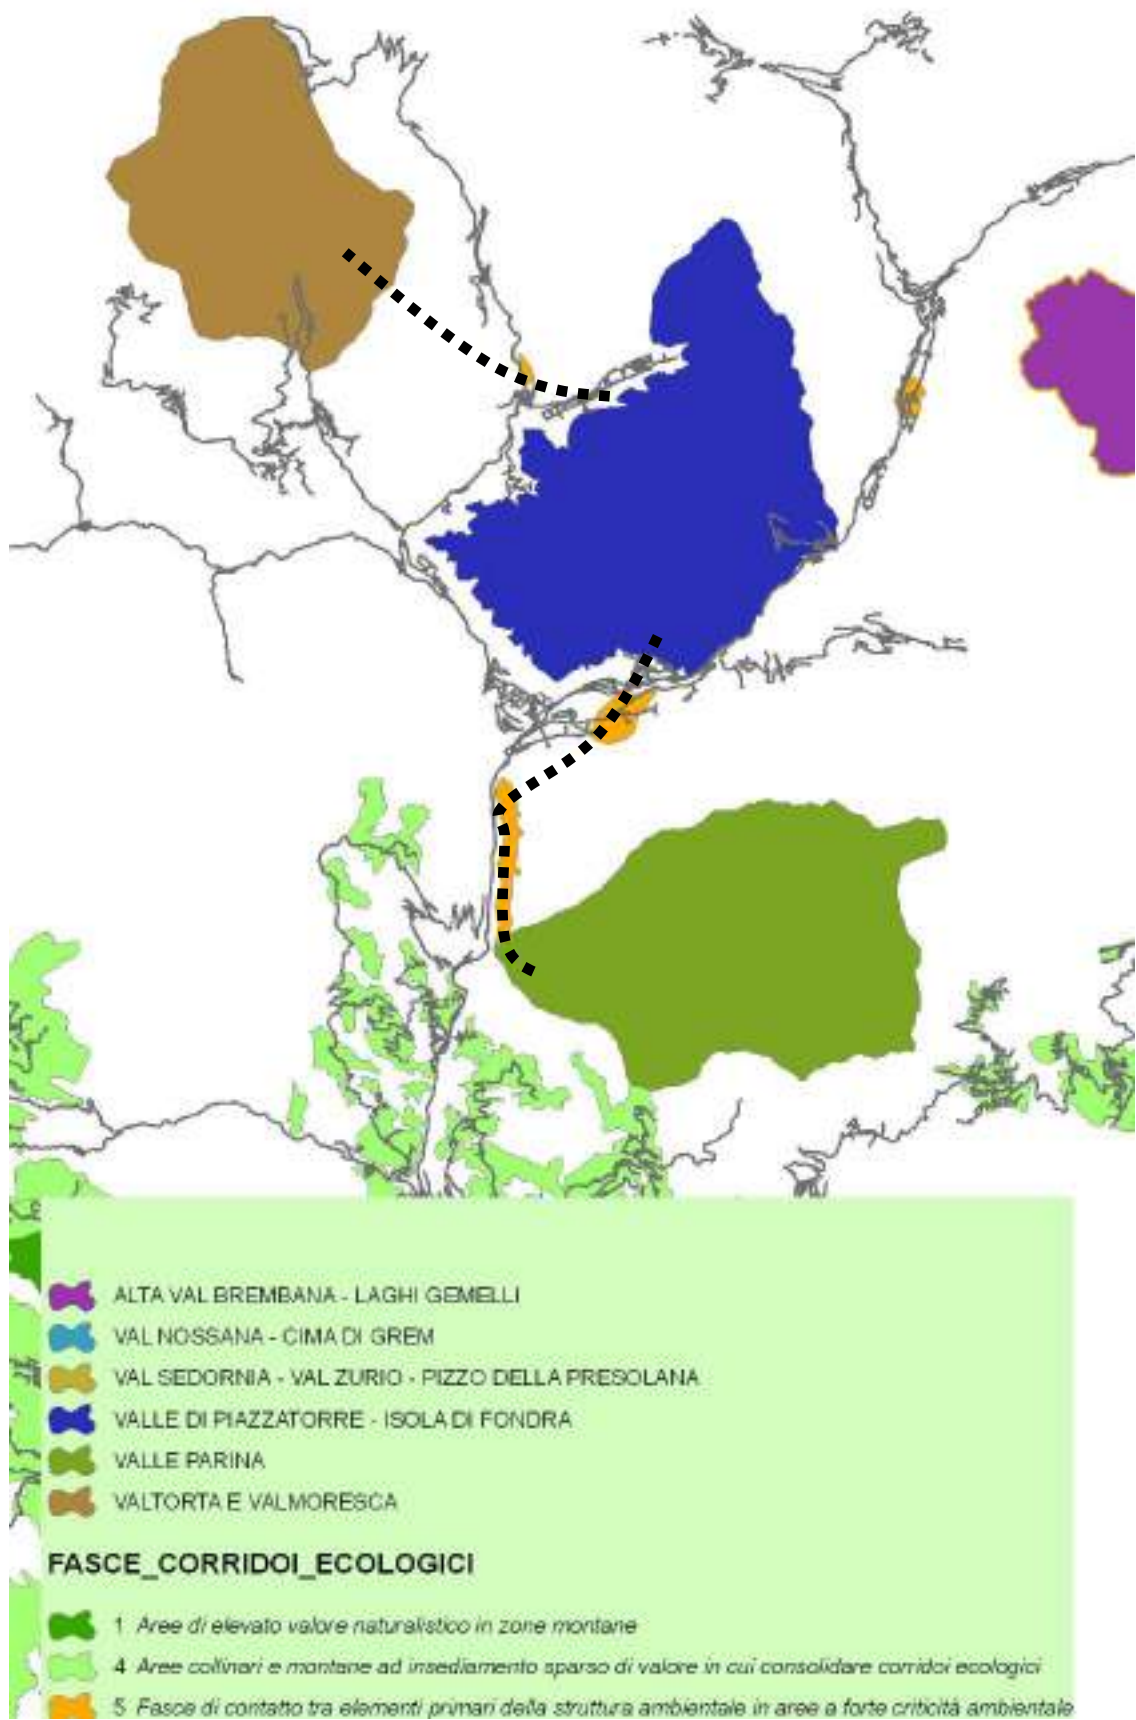 ALTA VAL BREMBANA - LAGHI GEMELLI
VAL NOSSANA - CIMA DI GREM
VAL SEDORNIA - VAL ZURIO - PIZZO DELLA PRESOLANA
VALLE DI PIAZZATORRE - ISOLA DI FONDRA
VALLE PARINA
VALTORTA E VALMORESCA
FASCE_CORRIDOI_ECOLOGICI
1 Aree di elevato valore naturalistico in zone montane
4 Aree collinari e montane ad insediamento sparso di valore in cui consolidare corridoi ecologici
5 Fasce di contatto tra elementi primari della struttura ambientale in aree a forte criticità ambientale